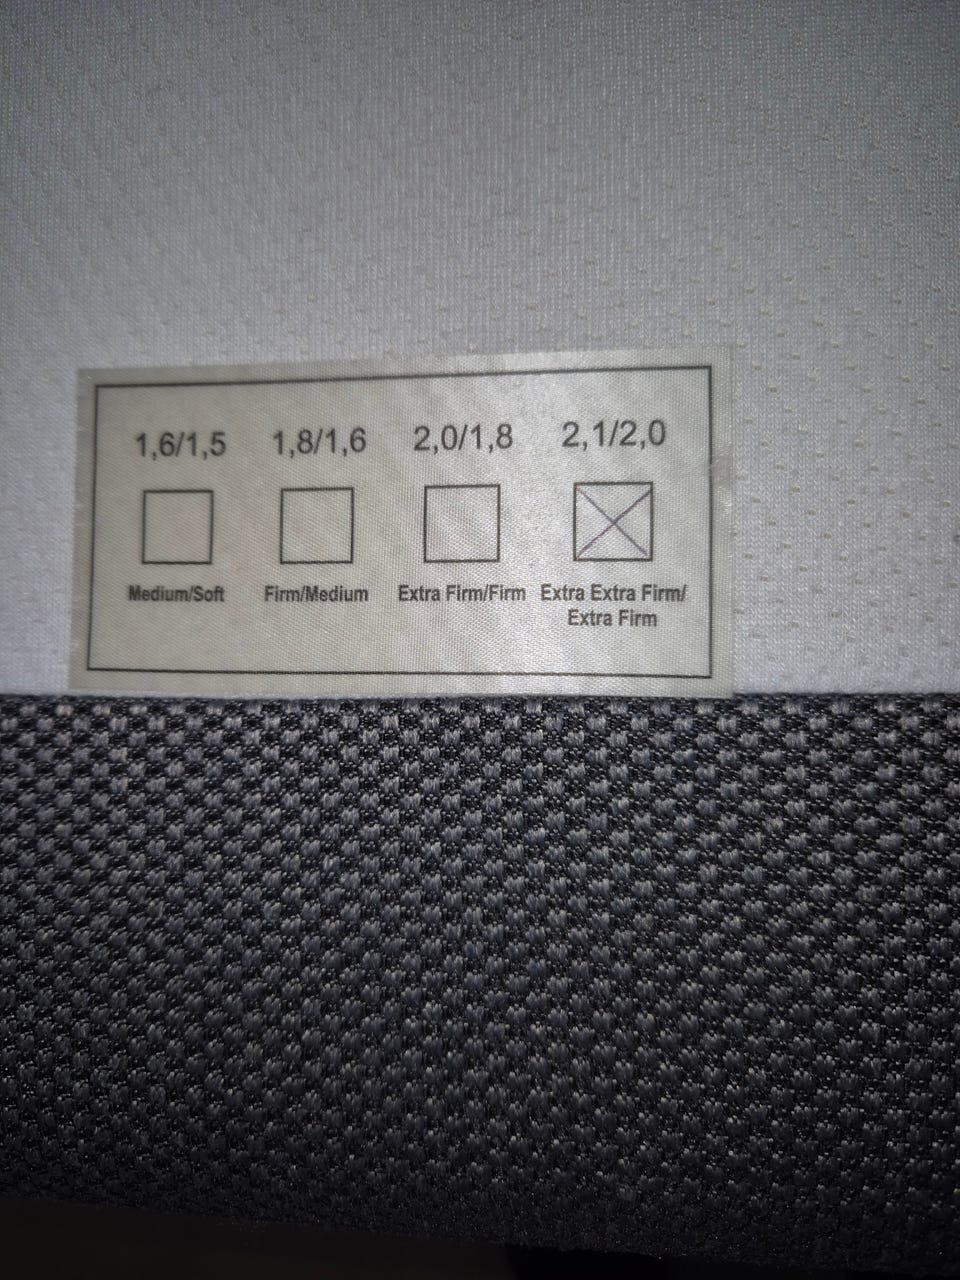 1,6/1,5 1,8/1,6 2,0/1,8 2,1/2,0
Medium/Soft Firm/Medium Extra Firm/Firm Extra Extra Firm/
Extra Firm